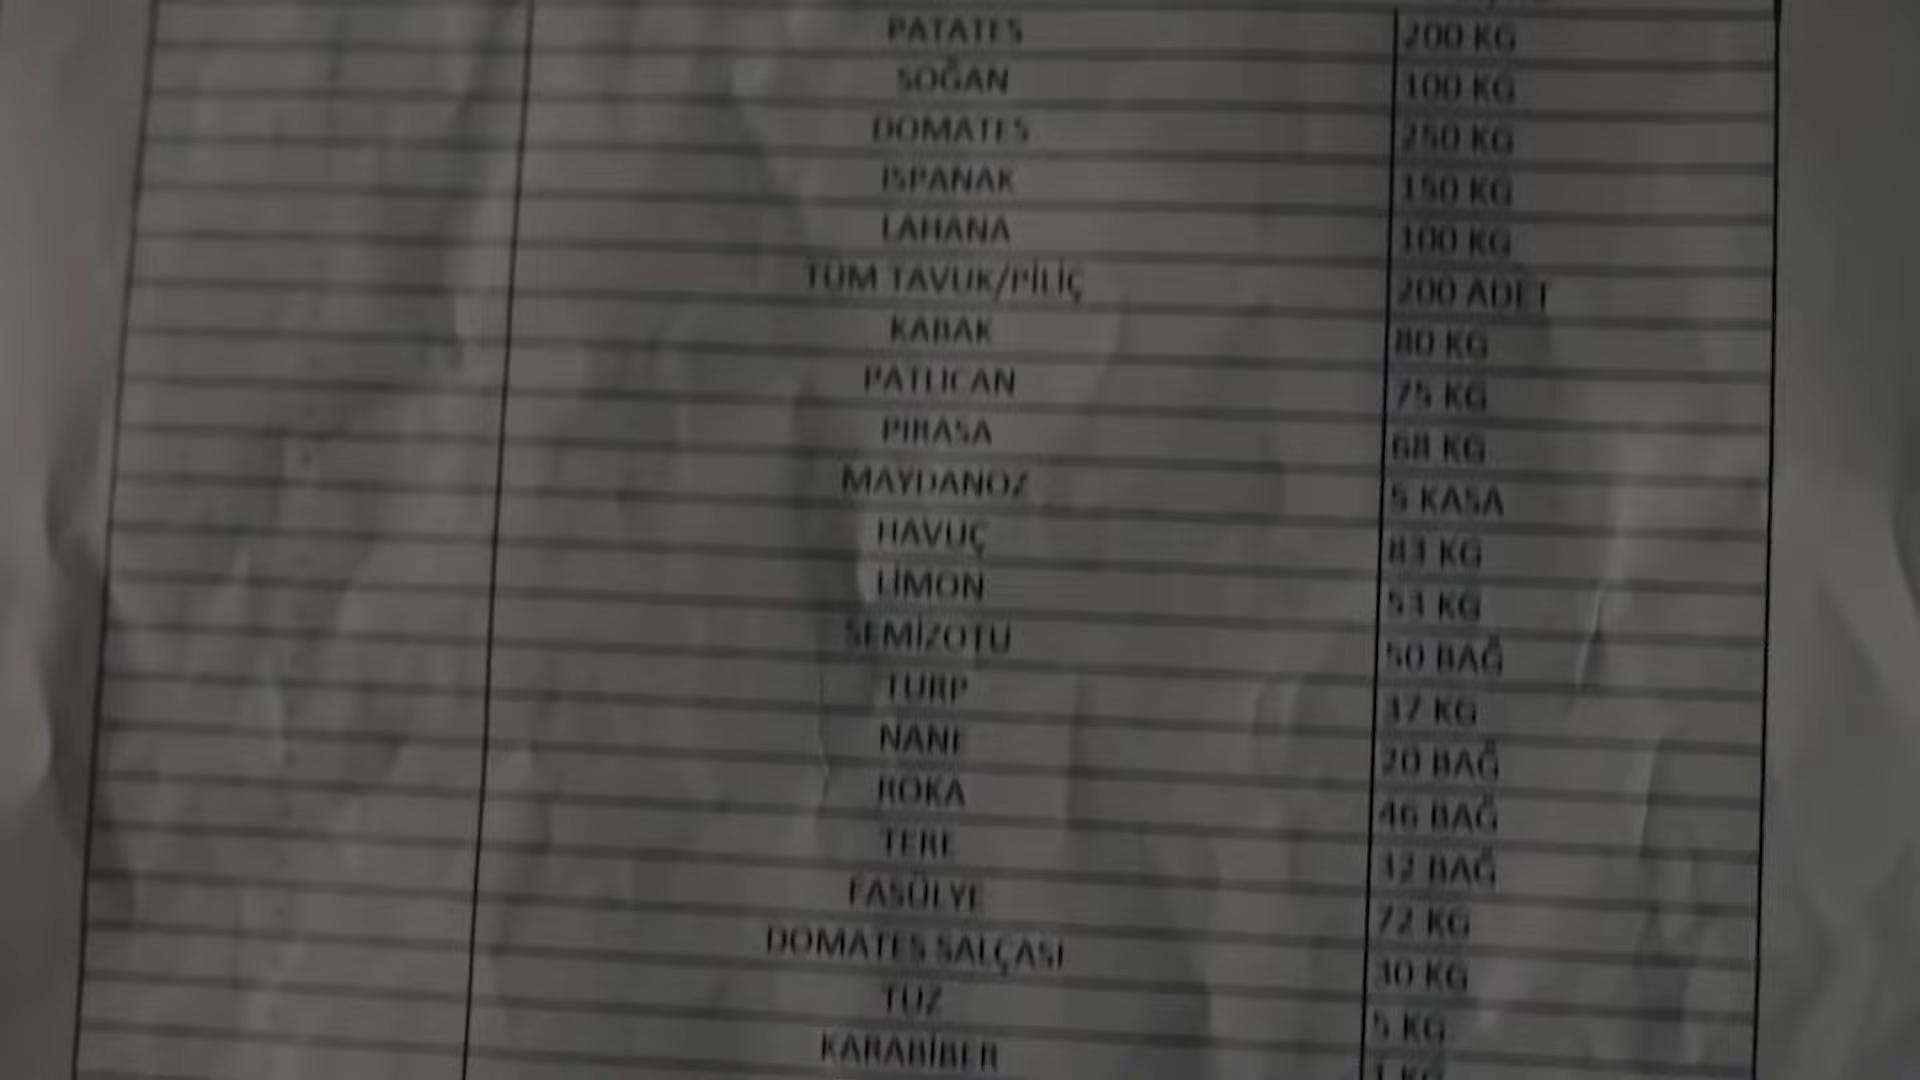 PATATES 200 KG
SOĞAN 100 KG
DOMATES 250 KG
ISPANAK 150 KG
LAHANA 100 KG
TÜM TAVUK/PİLİÇ 200 ADET
KABAK 80 KG
PATLICAN 75 KG
PIRASA 68 KG
MAYDANOZ 5 KASA
HAVUÇ 83 KG
LİMON 53 KG
SEMİZOTU 50 BAĞ
TURP 37 KG
NANE 20 BAĞ
ROKA 46 BAĞ
TERE 32 BAĞ
FASÜLYE 72 KG
DOMATES SALÇASI 30 KG
TUZ 5 KG
KARABİBER 1 KG